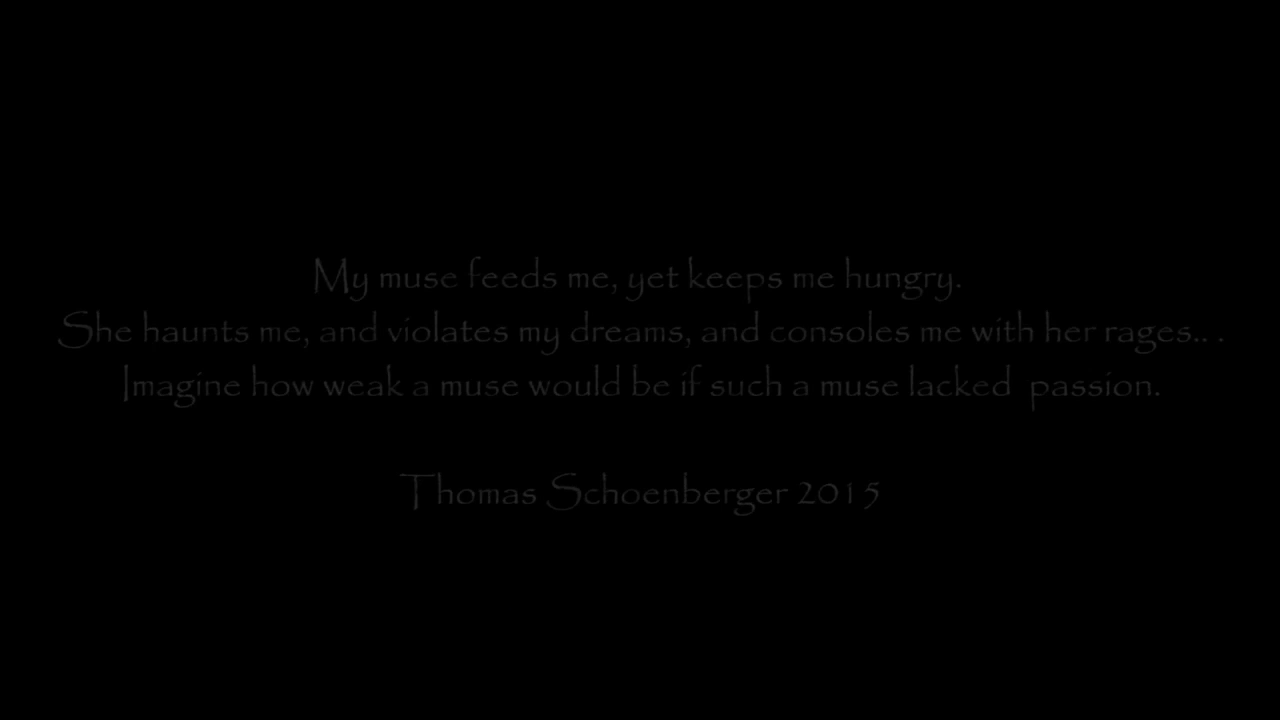 My muse feeds me, yet keeps me hungry.
She haunts me, and violates my dreams, and consoles me with her rages.. .
Imagine how weak a muse would be if such a muse lacked  passion.
Thomas Schoenberger 2015